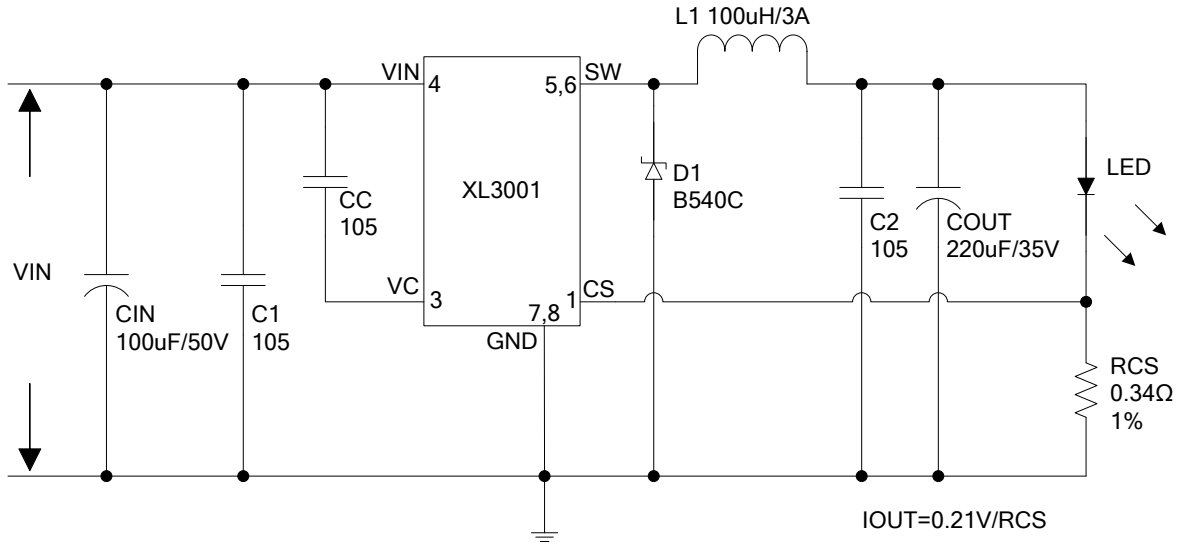 L1 100uH/3A
VIN
4
5,6
SW
XL3001
CC
105
D1
B540C
LED
C2
105
COUT
220uF/35V
VIN
VC
3
1
CS
7,8
GND
CIN
100uF/50V
C1
105
RCS
0.34Ω
1%
IOUT=0.21V/RCS